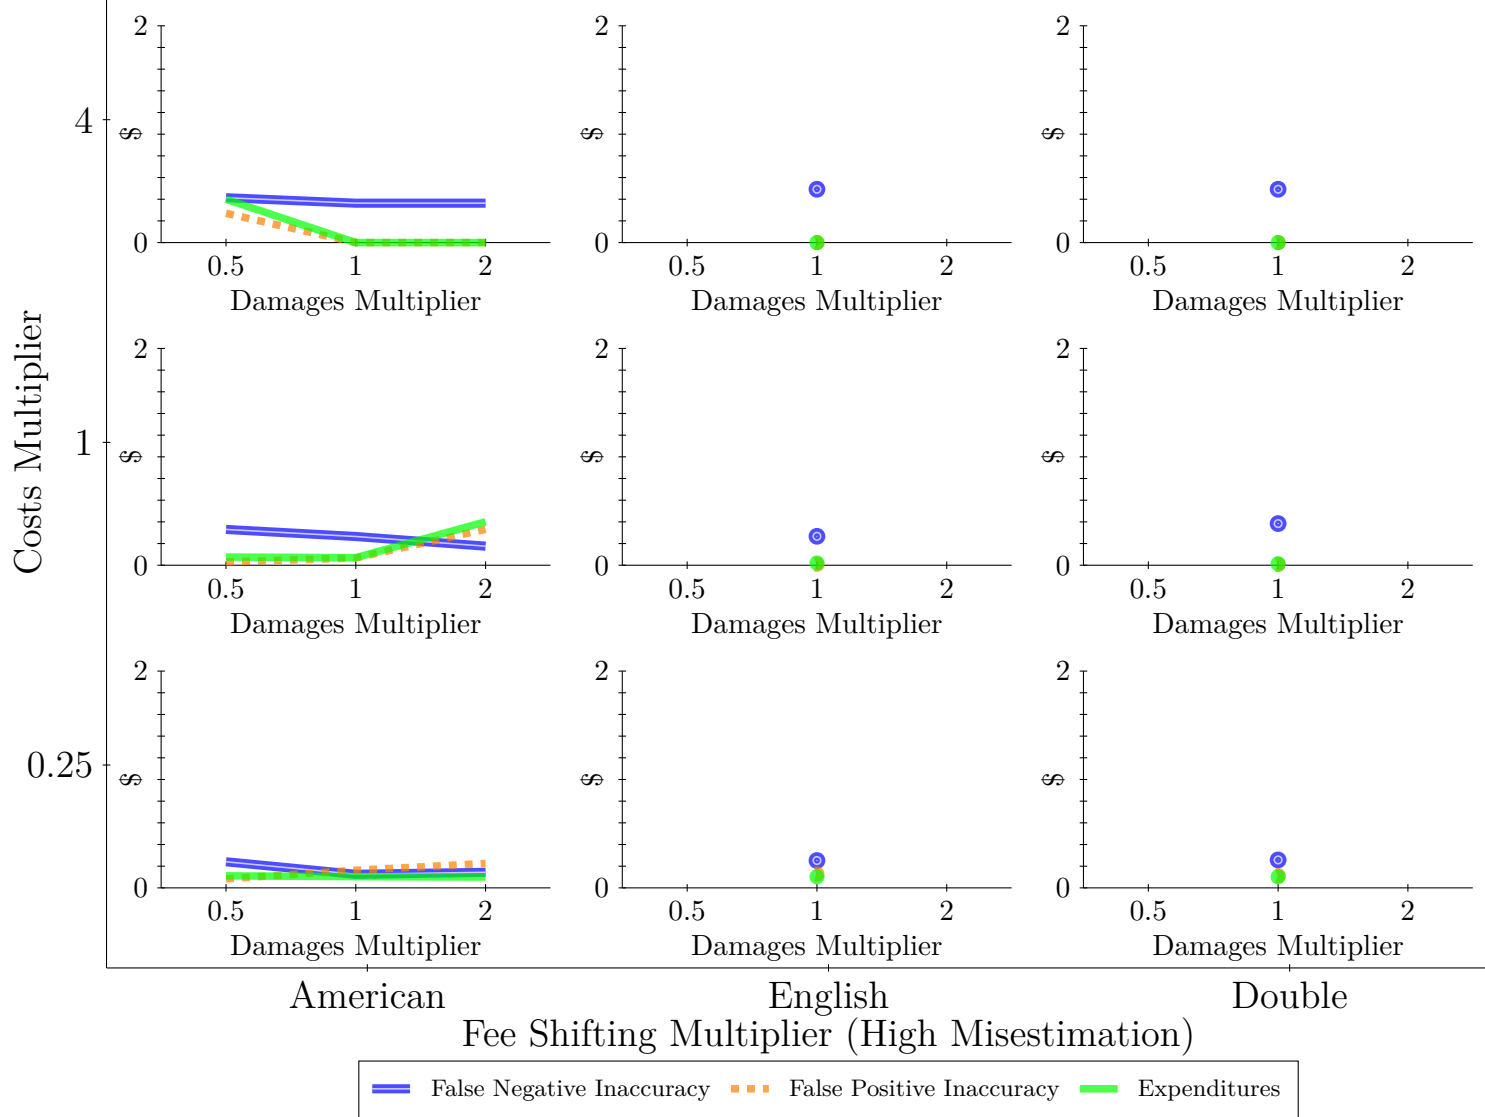 Costs Multiplier
4
2
$
0
0.5 1 2
Damages Multiplier
2
$
0
0.5 1 2
Damages Multiplier
2
$
0
0.5 1 2
Damages Multiplier
1
2
$
0
0.5 1 2
Damages Multiplier
2
$
0
0.5 1 2
Damages Multiplier
2
$
0
0.5 1 2
Damages Multiplier
0.25
2
$
0
0.5 1 2
Damages Multiplier
2
$
0
0.5 1 2
Damages Multiplier
2
$
0
0.5 1 2
Damages Multiplier
American English Double
Fee Shifting Multiplier (High Misestimation)
False Negative Inaccuracy False Positive Inaccuracy Expenditures